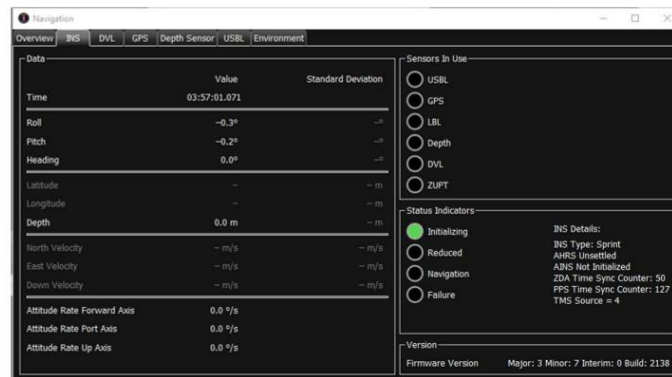 Navigation
Overview INS DVL GPS Depth Sensor USBL Environment
Data
Value Standard Deviation
Time 03:57:01.071
Roll −0.3° −°
Pitch −0.2° −°
Heading 0.0° −°
Latitude − − m
Longitude − − m
Depth 0.0 m − m
North Velocity − m/s − m/s
East Velocity − m/s − m/s
Down Velocity − m/s − m/s
Attitude Rate Forward Axis 0.0 °/s
Attitude Rate Port Axis 0.0 °/s
Attitude Rate Up Axis 0.0 °/s
Sensors In Use
USBL
GPS
LBL
Depth
DVL
ZUPT
Status Indicators
Initializing
Reduced
Navigation
Failure
INS Details:
INS Type: Sprint
AHRS Unsettled
AINS Not Initialized
ZDA Time Sync Counter: 50
PPS Time Sync Counter: 127
TMS Source = 4
Version
Firmware Version Major: 3 Minor: 7 Interim: 0 Build: 2138